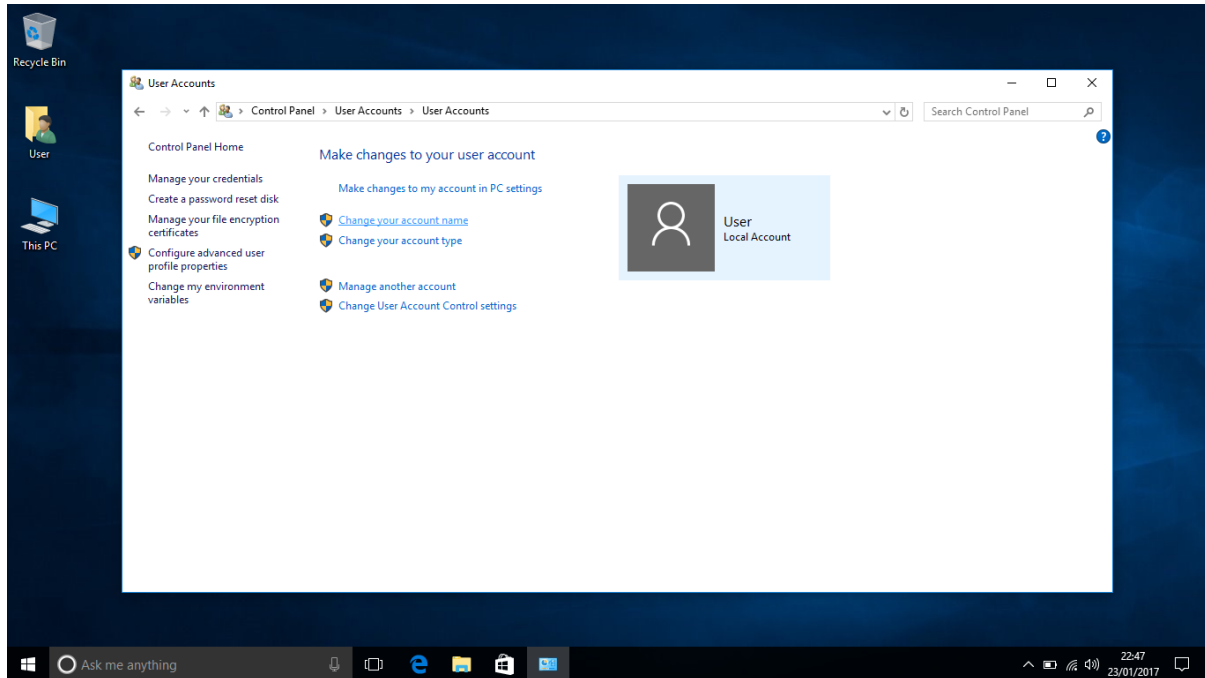 Recycle Bin
User
This PC
User Accounts
Control Panel > User Accounts > User Accounts
Search Control Panel
?
Control Panel Home
Manage your credentials
Create a password reset disk
Manage your file encryption
certificates
Configure advanced user
profile properties
Change my environment
variables
Make changes to your user account
Make changes to my account in PC settings
Change your account name
Change your account type
Manage another account
Change User Account Control settings
User
Local Account
Ask me anything
22:47
23/01/2017